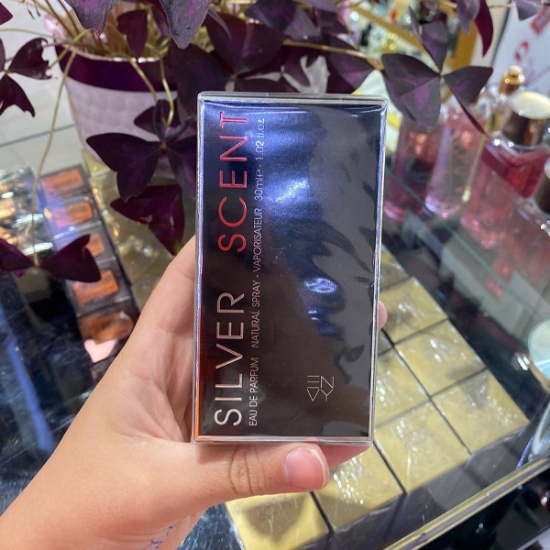 SILVER SCENT
EAU DE PARFUM NATURAL SPRAY - VAPORISATEUR 30ml e - 1.02 fl.oz